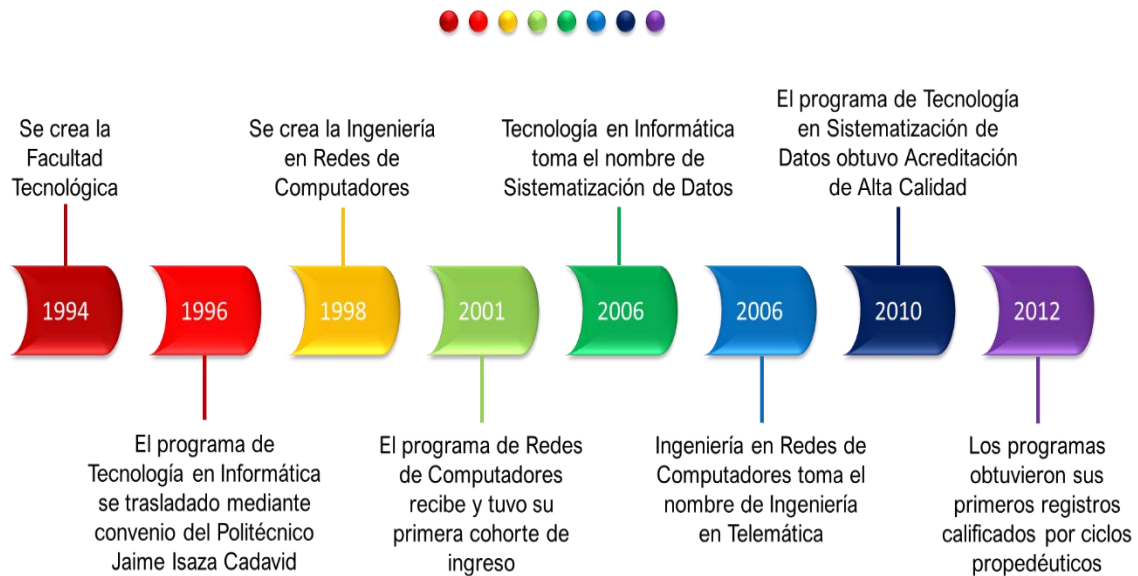 Se crea la
Facultad
Tecnológica
Se crea la Ingeniería
en Redes de
Computadores
Tecnología en Informática
toma el nombre de
Sistematización de Datos
El programa de Tecnología
en Sistematización de
Datos obtuvo Acreditación
de Alta Calidad
1994
1996
1998
2001
2006
2006
2010
2012
El programa de
Tecnología en Informática
se trasladado mediante
convenio del Politécnico
Jaime Isaza Cadavid
El programa de Redes
de Computadores
recibe y tuvo su
primera cohorte de
ingreso
Ingeniería en Redes de
Computadores toma el
nombre de Ingeniería
en Telemática
Los programas
obtuvieron sus
primeros registros
calificados por ciclos
propedéuticos